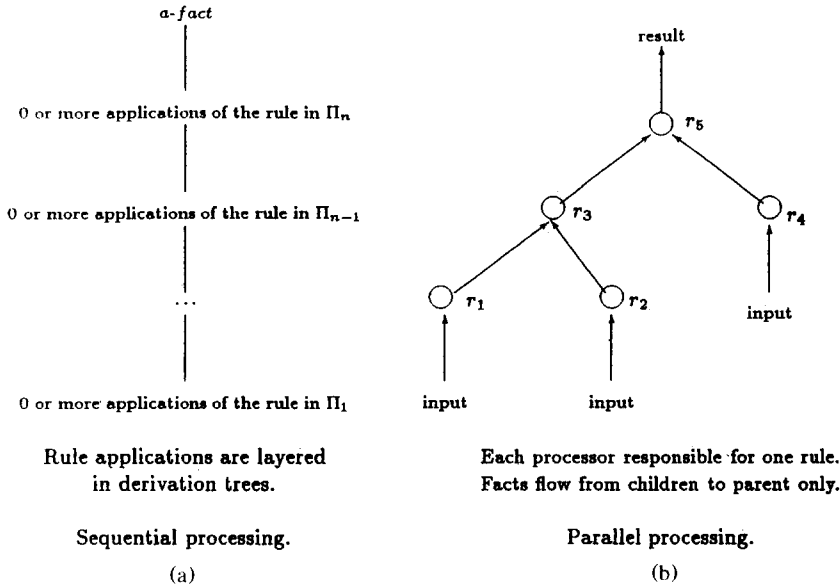 a-fact
0 or more applications of the rule in Πn
0 or more applications of the rule in Πn−1
...
0 or more applications of the rule in Π1
Rule applications are layered
in derivation trees.
Sequential processing.
(a)
result
r5
r3
r4
r1
r2
input
input
input
Each processor responsible for one rule.
Facts flow from children to parent only.
Parallel processing.
(b)